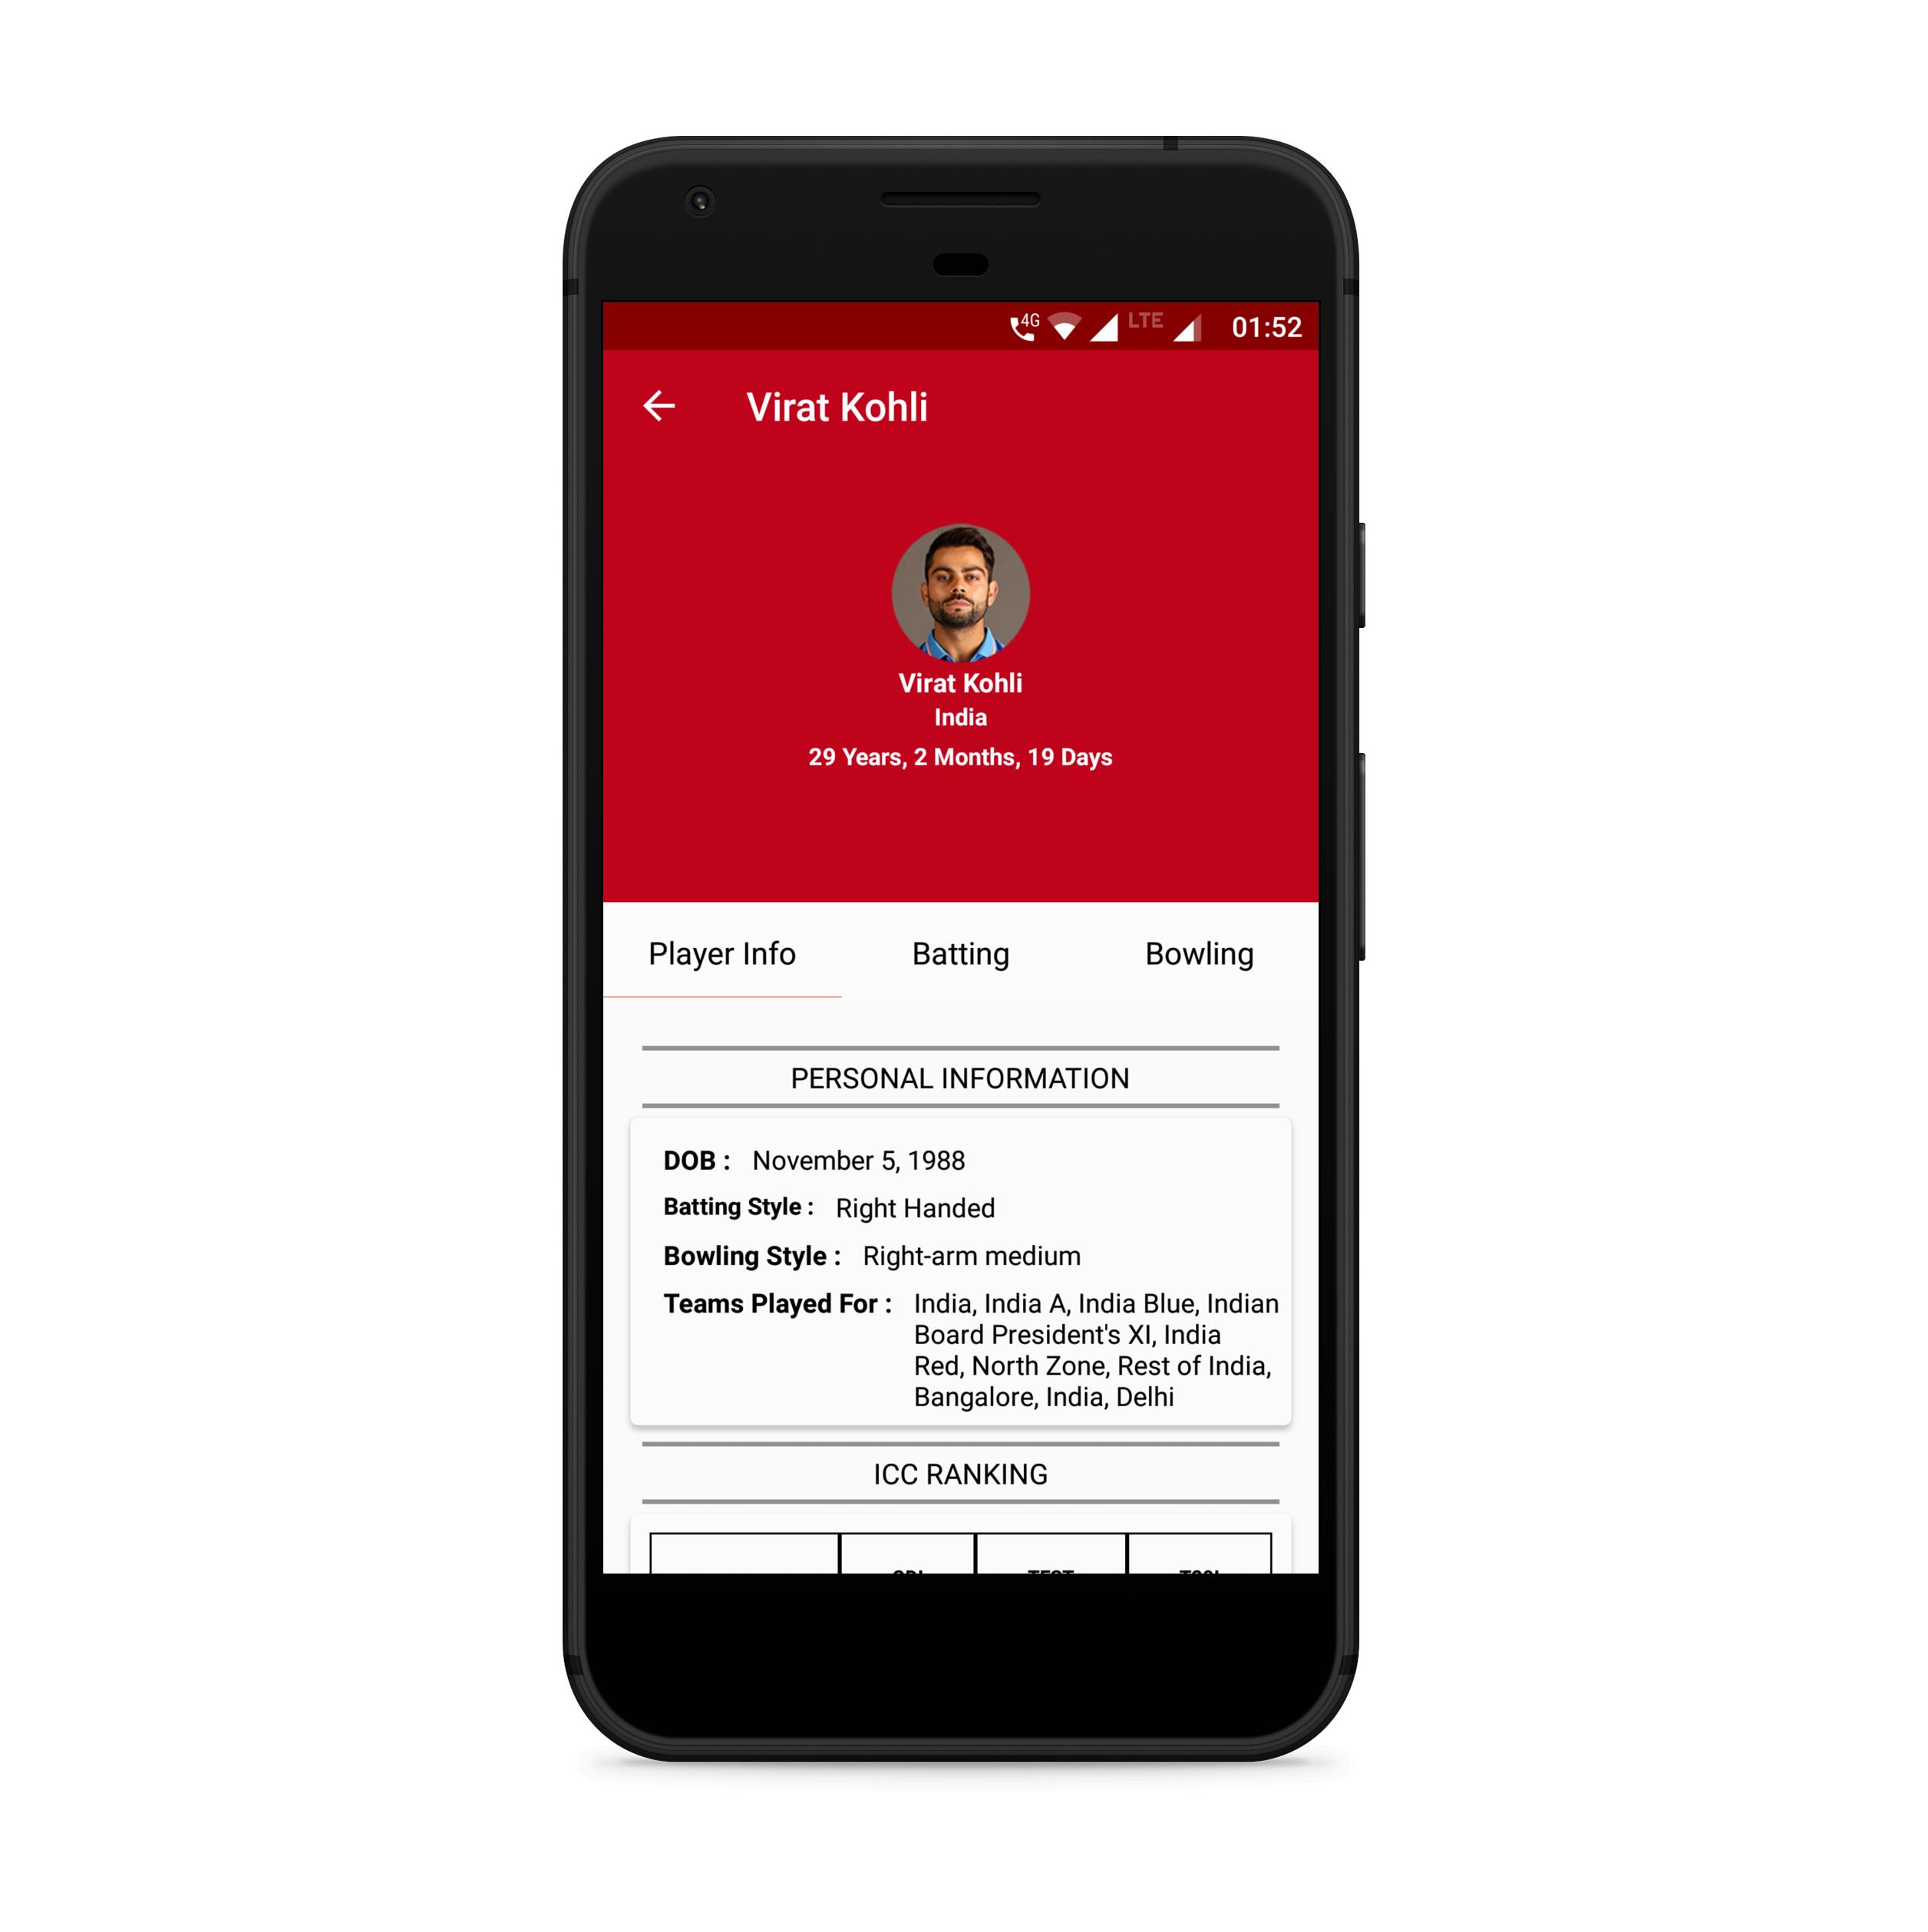 4G LTE 01:52
Virat Kohli
Virat Kohli
India
29 Years, 2 Months, 19 Days
Player Info Batting Bowling
PERSONAL INFORMATION
DOB : November 5, 1988
Batting Style : Right Handed
Bowling Style : Right-arm medium
Teams Played For : India, India A, India Blue, Indian
Board President's XI, India
Red, North Zone, Rest of India,
Bangalore, India, Delhi
ICC RANKING